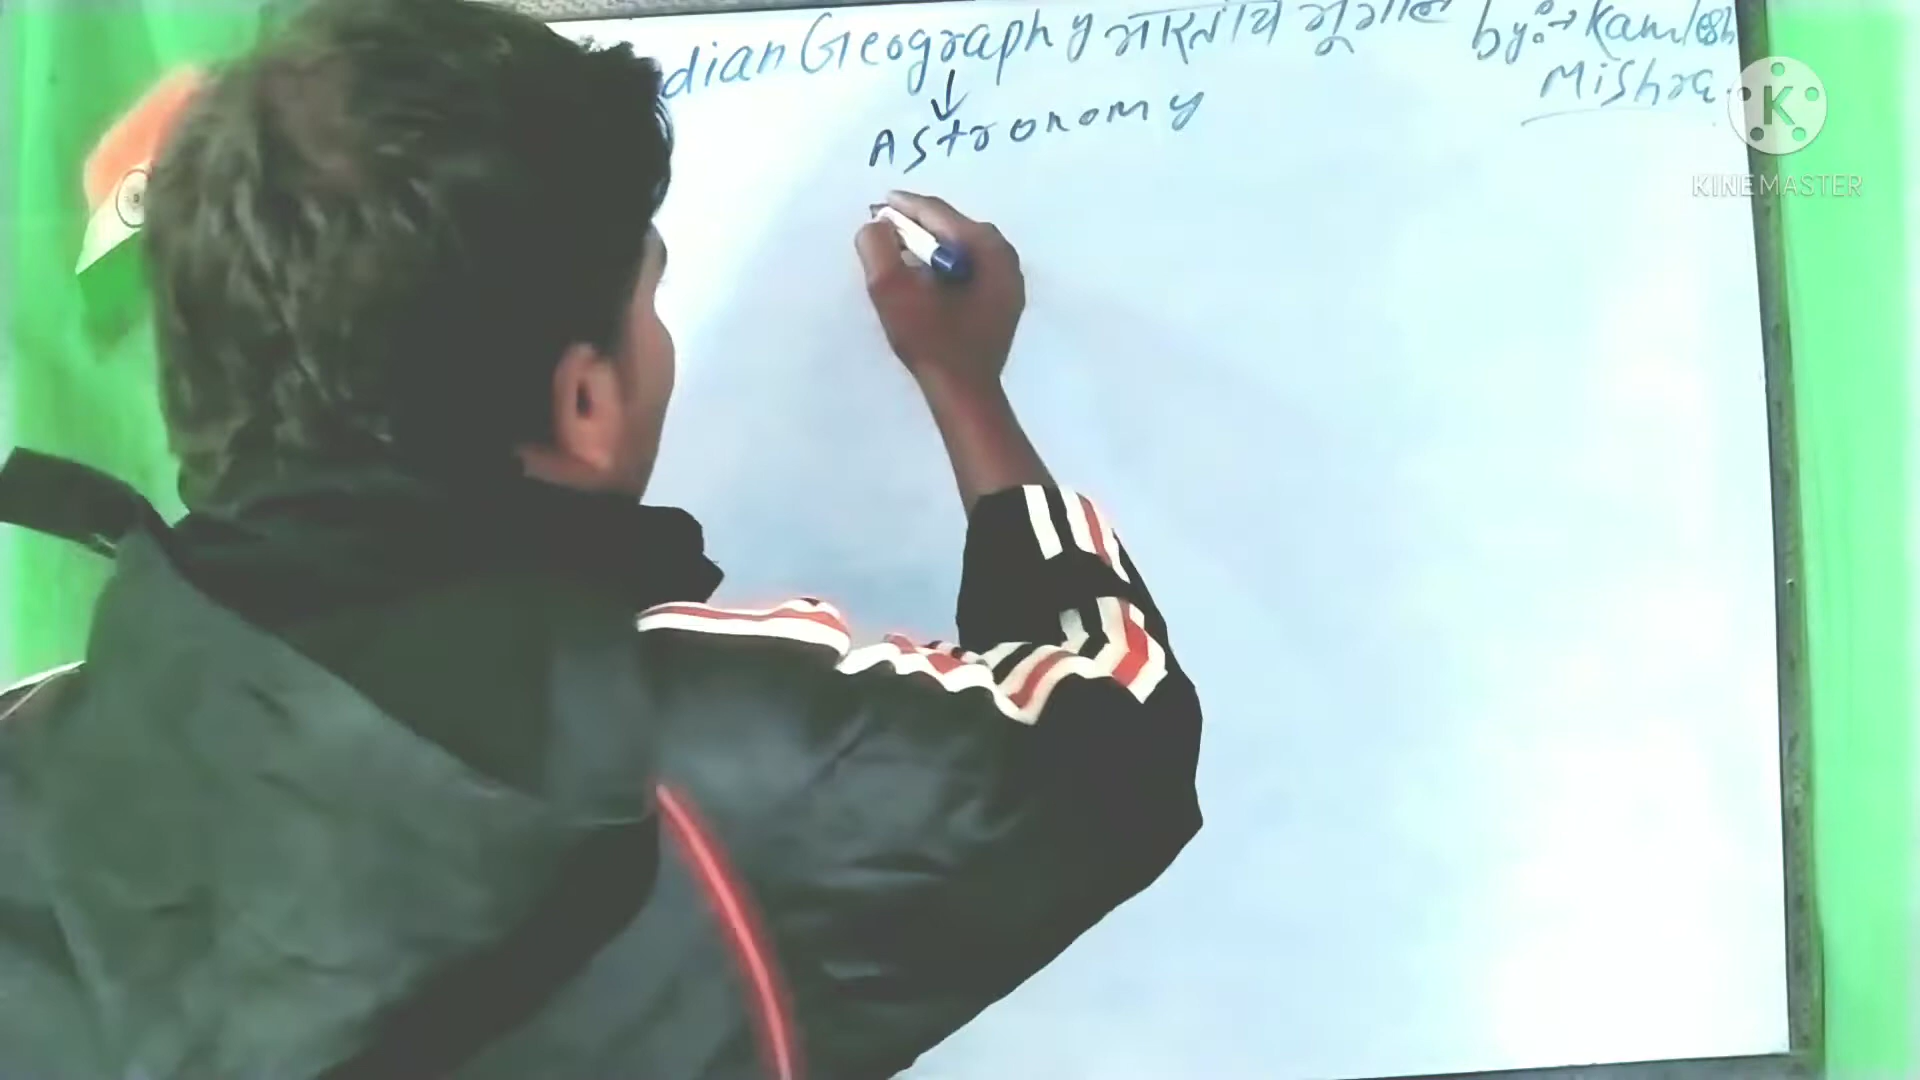 dian Geography भारतीय भूगोल by:→ Kamlesh
Mishra.
↓
Astronomy
KINEMASTER